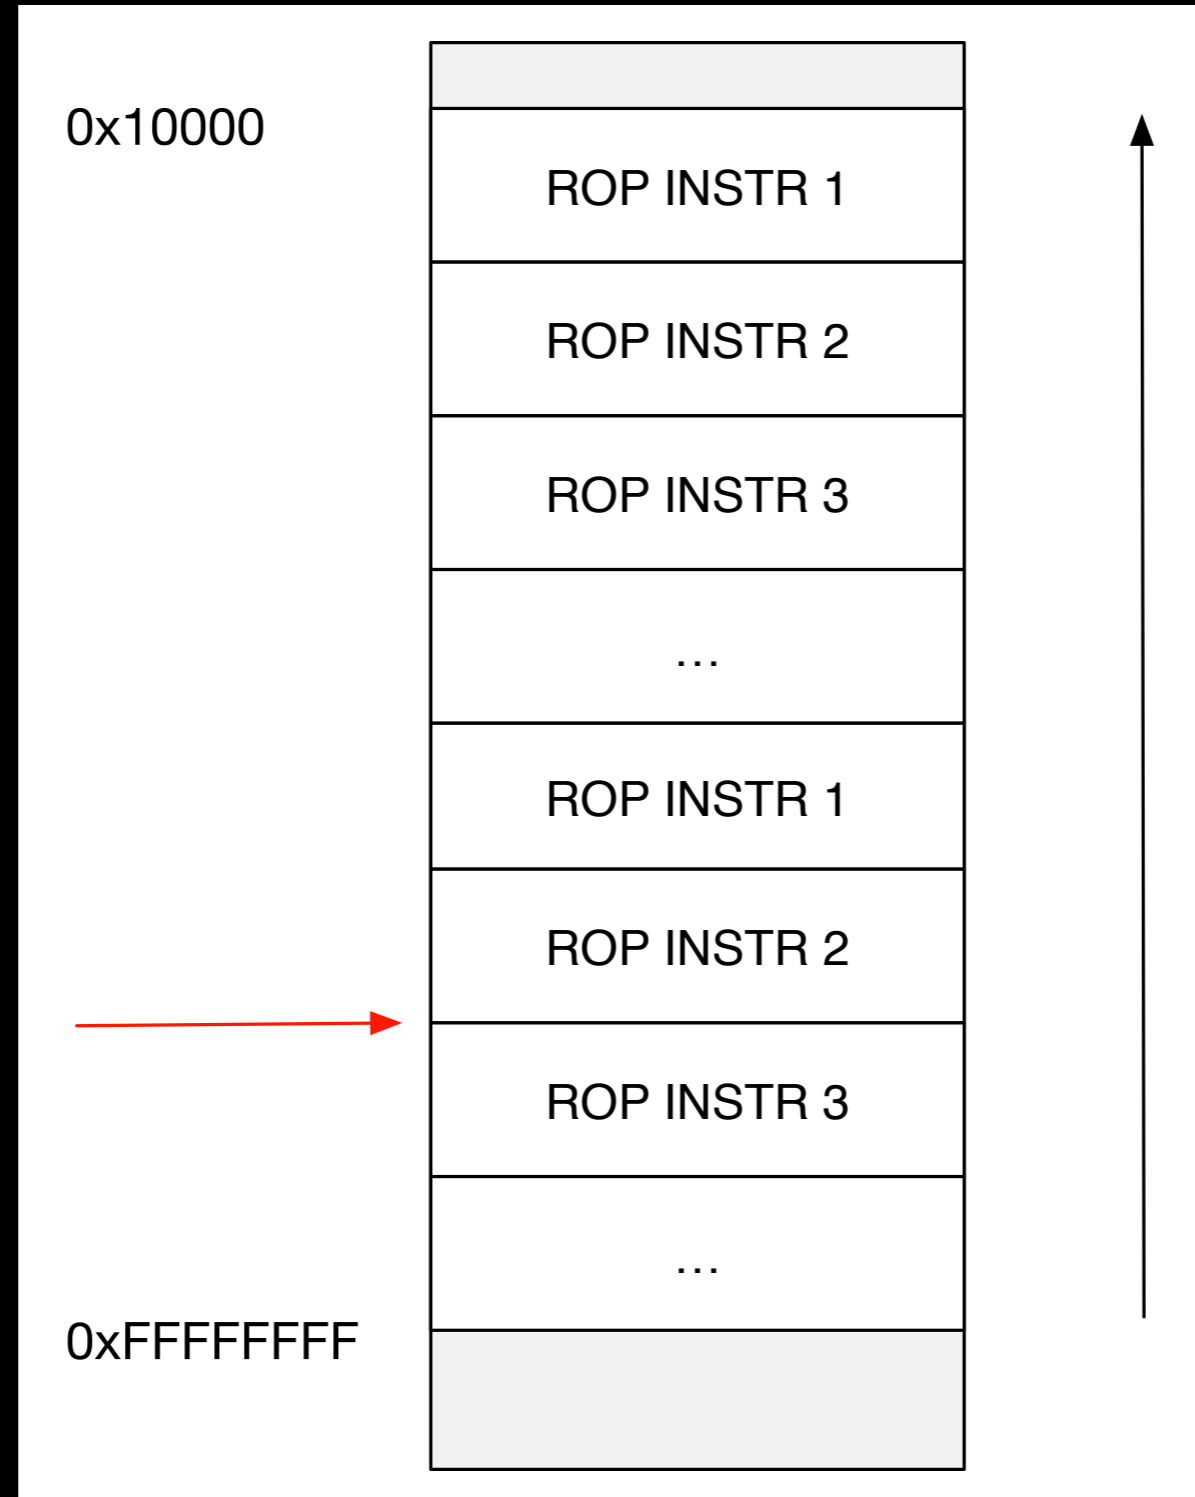 0x10000
ROP INSTR 1
ROP INSTR 2
ROP INSTR 3
...
ROP INSTR 1
ROP INSTR 2
ROP INSTR 3
...
0xFFFFFFFF